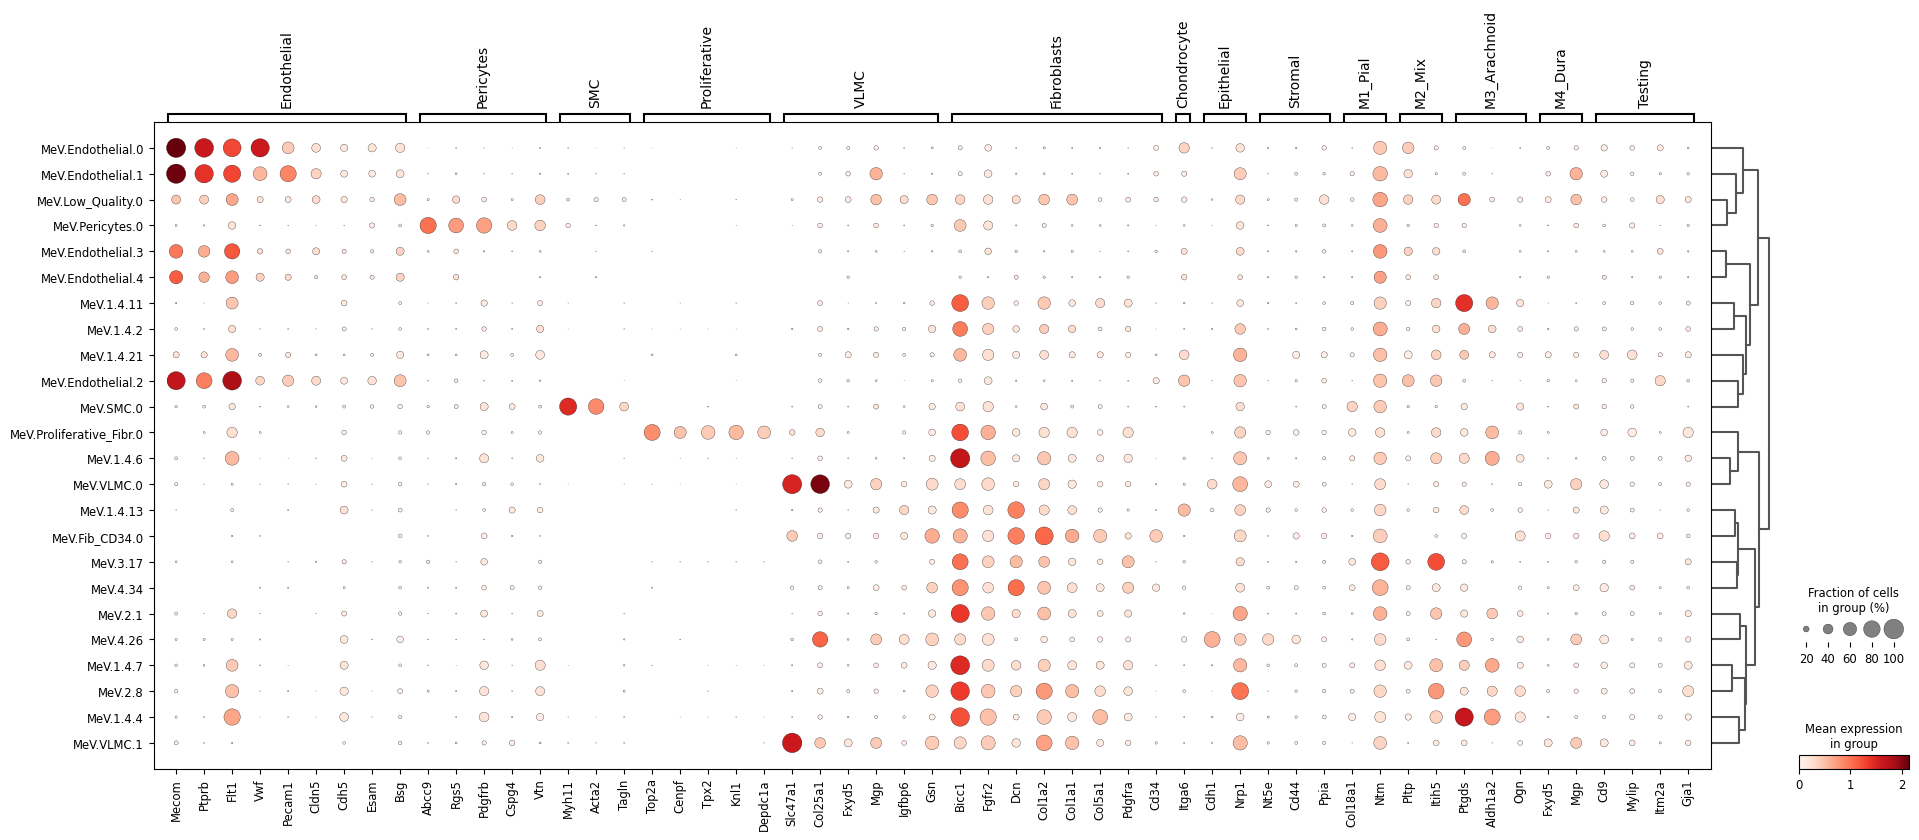 Endothelial
Pericytes
SMC
Proliferative
VLMC
Fibroblasts
Chondrocyte
Epithelial
Stromal
M1_Pial
M2_Mix
M3_Arachnoid
M4_Dura
Testing
MeV.Endothelial.0
MeV.Endothelial.1
MeV.Low_Quality.0
MeV.Pericytes.0
MeV.Endothelial.3
MeV.Endothelial.4
MeV.1.4.11
MeV.1.4.2
MeV.1.4.21
MeV.Endothelial.2
MeV.SMC.0
MeV.Proliferative_Fibr.0
MeV.1.4.6
MeV.VLMC.0
MeV.1.4.13
MeV.Fib_CD34.0
MeV.3.17
MeV.4.34
MeV.2.1
MeV.4.26
MeV.1.4.7
MeV.2.8
MeV.1.4.4
MeV.VLMC.1
Mecom
Ptprb
Flt1
Vwf
Pecam1
Cldn5
Cdh5
Esam
Bsg
Abcc9
Rgs5
Pdgfrb
Cspg4
Vtn
Myh11
Acta2
Tagln
Top2a
Cenpf
Tpx2
Knl1
Depdc1a
Slc47a1
Col25a1
Fxyd5
Mgp
Igfbp6
Gsn
Bicc1
Fgfr2
Dcn
Col1a2
Col1a1
Col5a1
Pdgfra
Cd34
Itga6
Cdh1
Nrp1
Nt5e
Cd44
Ppia
Col18a1
Ntm
Pltp
Itih5
Ptgds
Aldh1a2
Ogn
Fxyd5
Mgp
Cd9
Mylip
Itm2a
Gja1
Fraction of cells
in group (%)
20 40 60 80 100
Mean expression
in group
0 1 2